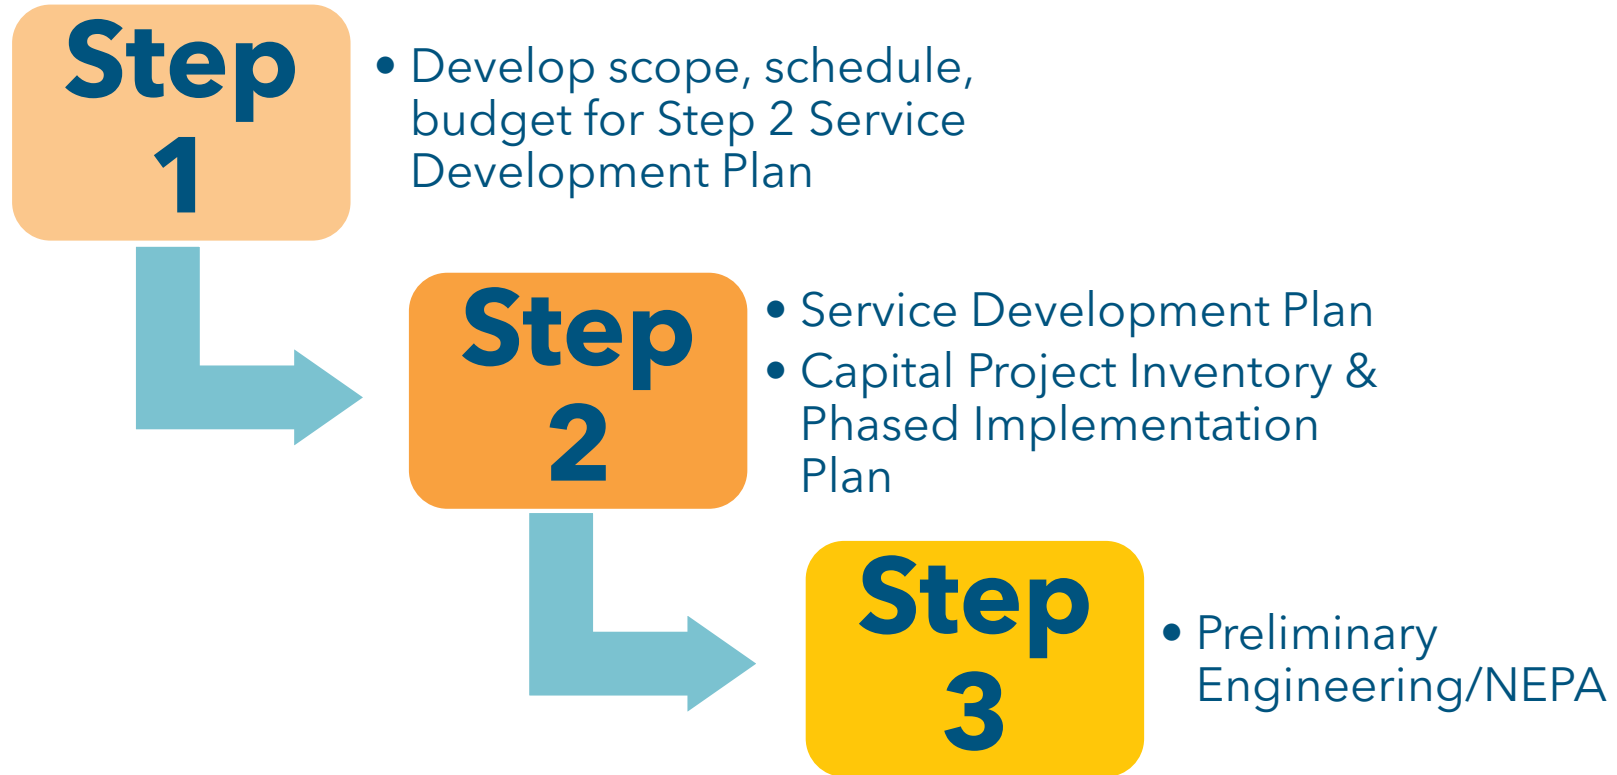 Step
1
• Develop scope, schedule,
budget for Step 2 Service
Development Plan
Step
2
• Service Development Plan
• Capital Project Inventory &
Phased Implementation
Plan
Step
3
• Preliminary
Engineering/NEPA